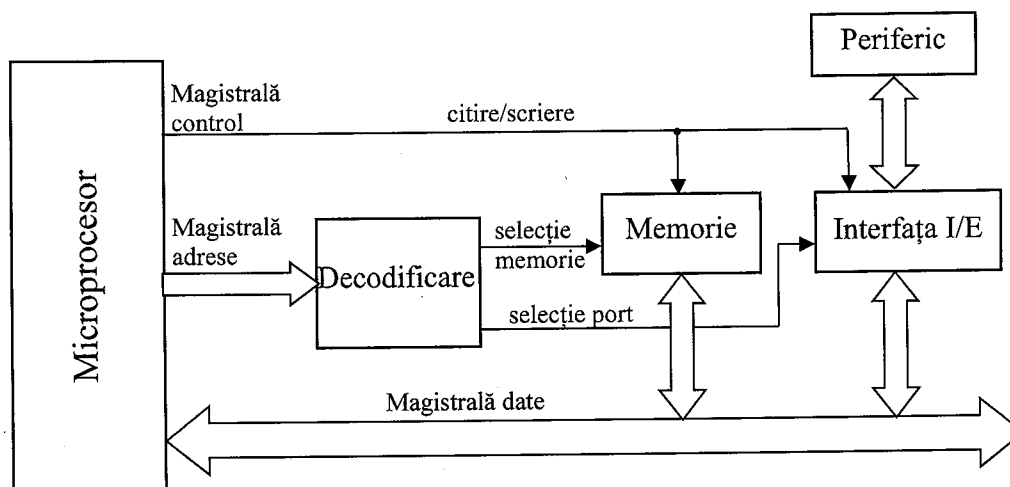 Periferic
Magistrală
control
citire/scriere
Microprocesor
Magistrală
adrese
Decodificare
selecție
memorie
Memorie
Interfața I/E
selecție port
Magistrală date